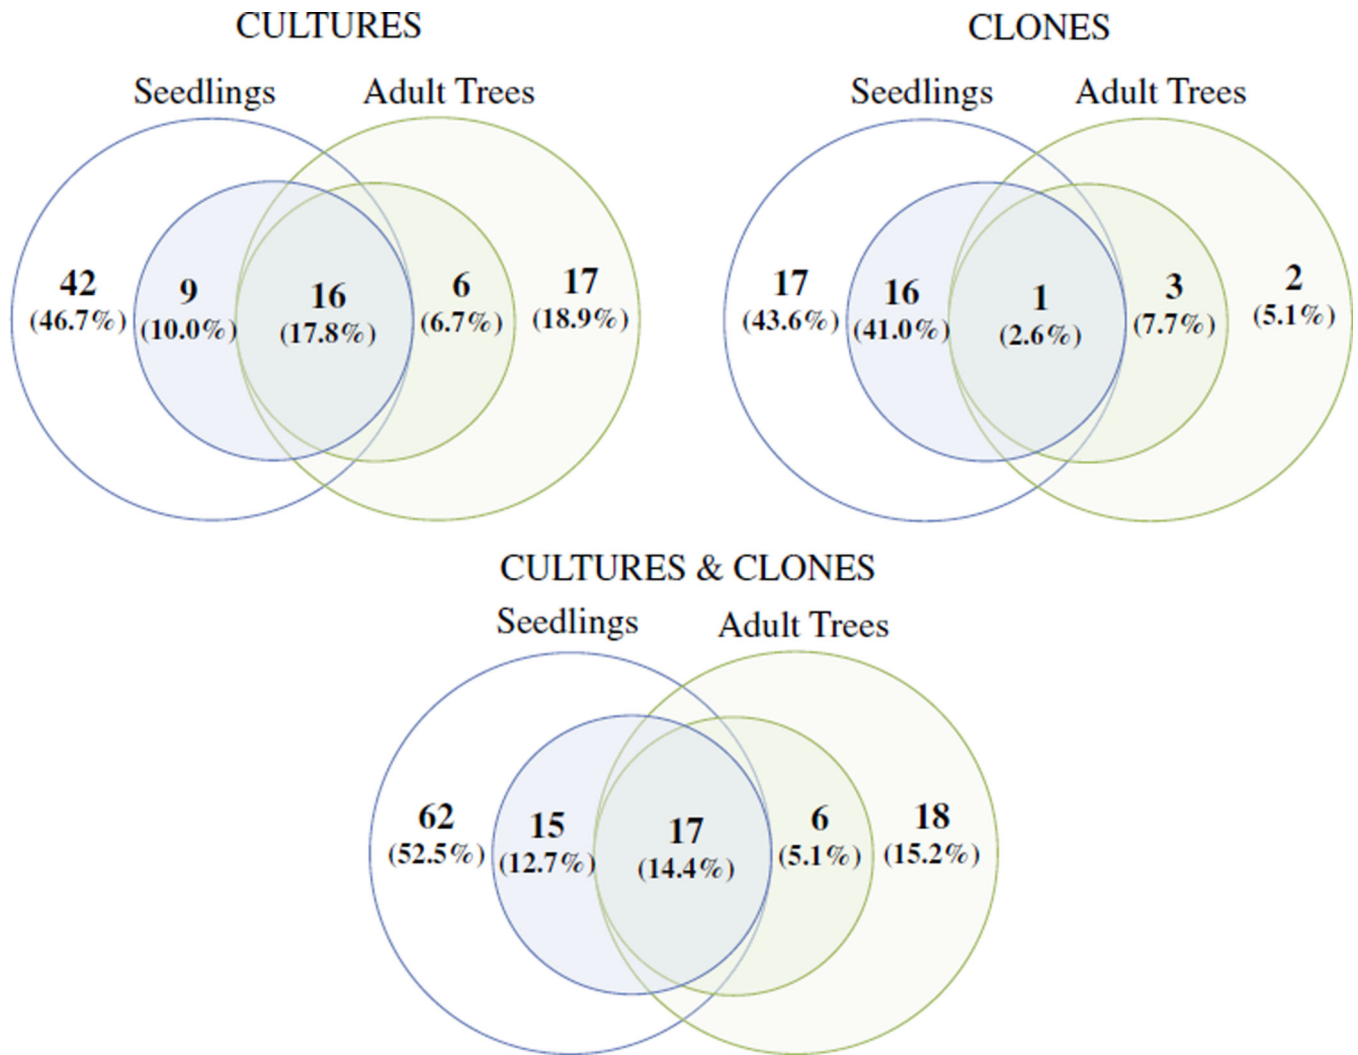 CULTURES
Seedlings Adult Trees
42 9 16 6 17
(46.7%) (10.0%) (17.8%) (6.7%) (18.9%)
CLONES
Seedlings Adult Trees
17 16 1 3 2
(43.6%) (41.0%) (2.6%) (7.7%) (5.1%)
CULTURES & CLONES
Seedlings Adult Trees
62 15 17 6 18
(52.5%) (12.7%) (14.4%) (5.1%) (15.2%)